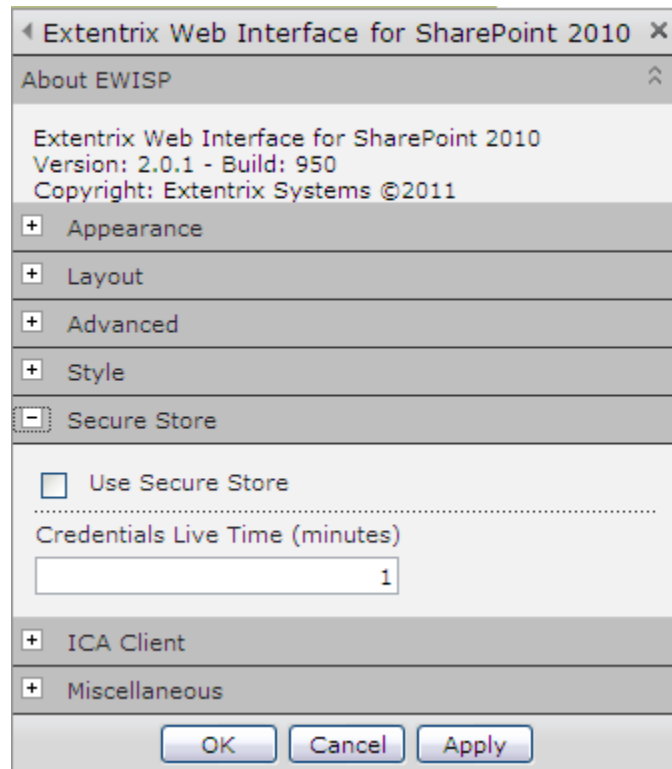 Extentrix Web Interface for SharePoint 2010
About EWISP
Extentrix Web Interface for SharePoint 2010
Version: 2.0.1 - Build: 950
Copyright: Extentrix Systems ©2011
Appearance
Layout
Advanced
Style
Secure Store
Use Secure Store
Credentials Live Time (minutes)
1
ICA Client
Miscellaneous
OK Cancel Apply